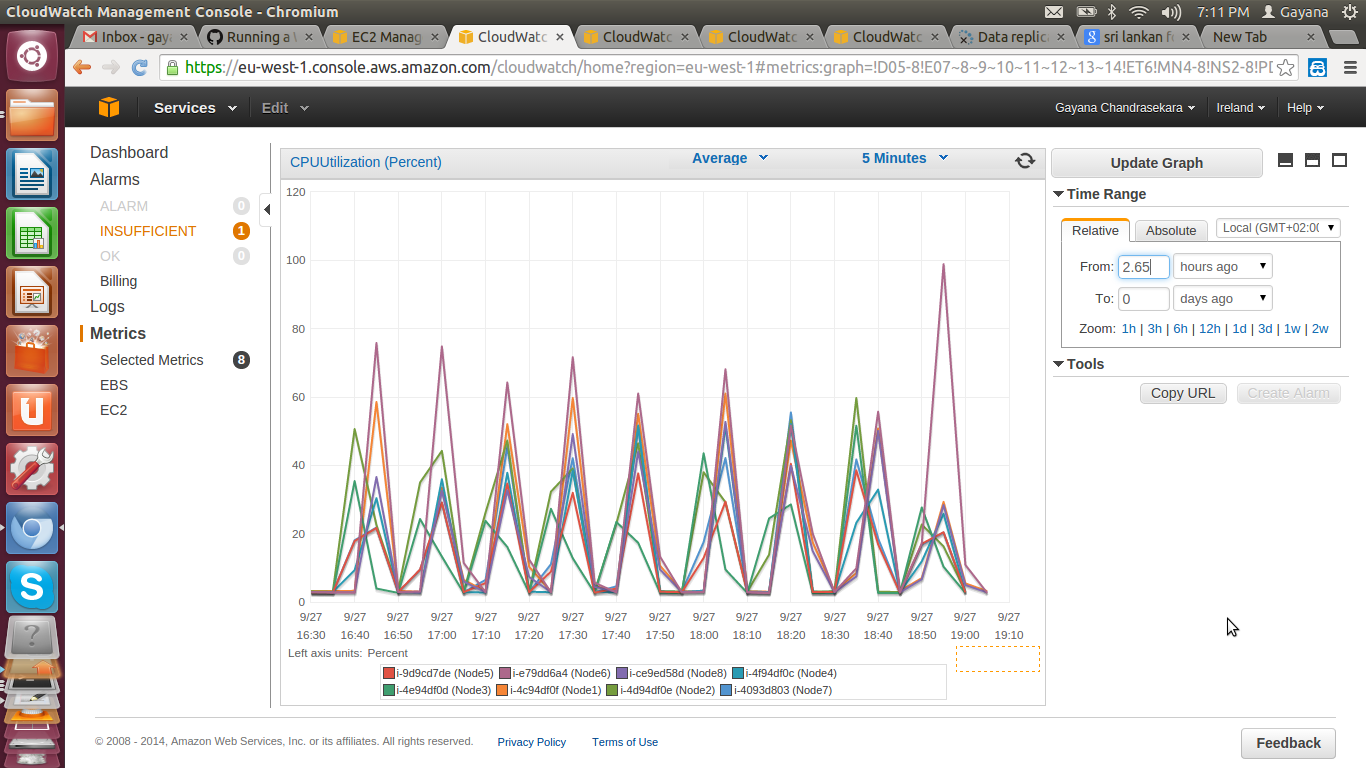 CloudWatch Management Console - Chromium
7:11 PM Gayana
Inbox - gay
Running a
EC2 Manag
CloudWatc
CloudWatc
CloudWatc
CloudWatc
Data replic
sri lankan f
New Tab
https://eu-west-1.console.aws.amazon.com/cloudwatch/home?region=eu-west-1#metrics:graph=!D05-8!E07~8~9~10~11~12~13~14!ET6!MN4-8!NS2-8!PD
Services Edit
Gayana Chandrasekara Ireland Help
Dashboard
Alarms
ALARM 0
INSUFFICIENT 1
OK 0
Billing
Logs
Metrics
Selected Metrics 8
EBS
EC2
CPUUtilization (Percent) Average 5 Minutes
120
100
80
60
40
20
0
9/27 9/27 9/27 9/27 9/27 9/27 9/27 9/27 9/27 9/27 9/27 9/27 9/27 9/27 9/27 9/27 9/27
16:30 16:40 16:50 17:00 17:10 17:20 17:30 17:40 17:50 18:00 18:10 18:20 18:30 18:40 18:50 19:00 19:10
Left axis units: Percent
i-9d9cd7de (Node5) i-e79dd6a4 (Node6) i-ce9ed58d (Node8) i-4f94df0c (Node4)
i-4e94df0d (Node3) i-4c94df0f (Node1) i-4d94df0e (Node2) i-4093d803 (Node7)
Update Graph
Time Range
Relative Absolute Local (GMT+02:00
From: 2.65 hours ago
To: 0 days ago
Zoom: 1h | 3h | 6h | 12h | 1d | 3d | 1w | 2w
Tools
Copy URL Create Alarm
© 2008 - 2014, Amazon Web Services, Inc. or its affiliates. All rights reserved. Privacy Policy Terms of Use
Feedback